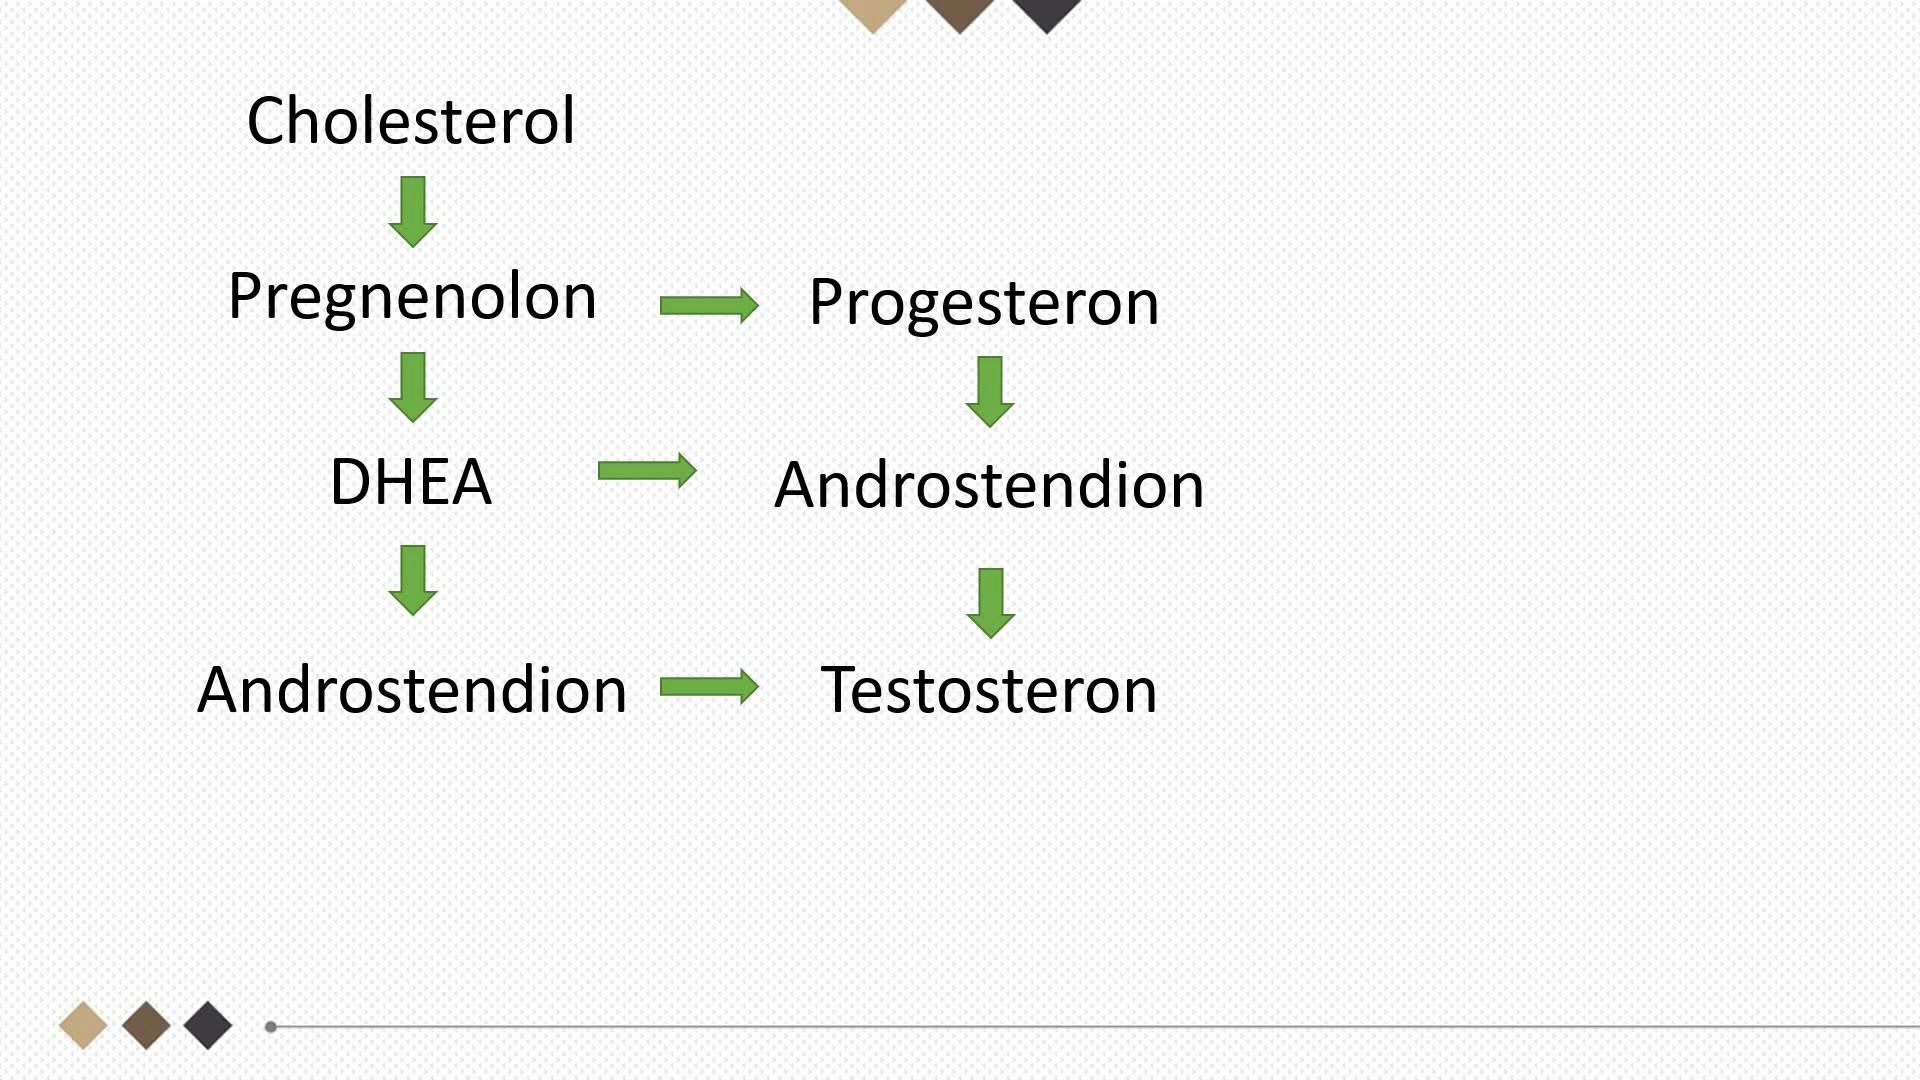 Cholesterol
Pregnenolon
Progesteron
DHEA
Androstendion
Androstendion
Testosteron